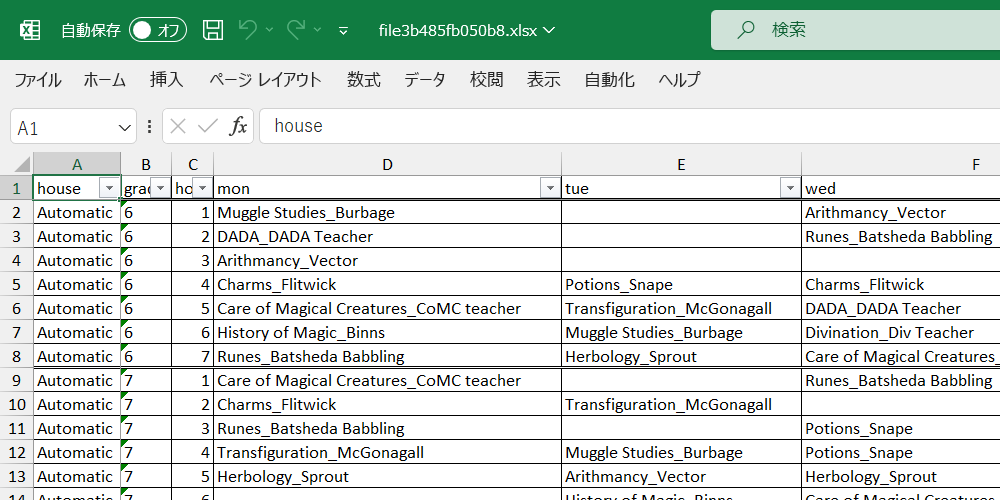 自動保存 オフ file3b485fb050b8.xlsx 検索
ファイル ホーム 挿入 ページ レイアウト 数式 データ 校閲 表示 自動化 ヘルプ
A1 fx house
A B C D E F
1 house grad ho mon tue wed
2 Automatic 6 1 Muggle Studies_Burbage Arithmancy_Vector
3 Automatic 6 2 DADA_DADA Teacher Runes_Batsheda Babbling
4 Automatic 6 3 Arithmancy_Vector
5 Automatic 6 4 Charms_Flitwick Potions_Snape Charms_Flitwick
6 Automatic 6 5 Care of Magical Creatures_CoMC teacher Transfiguration_McGonagall DADA_DADA Teacher
7 Automatic 6 6 History of Magic_Binns Muggle Studies_Burbage Divination_Div Teacher
8 Automatic 6 7 Runes_Batsheda Babbling Herbology_Sprout Care of Magical Creatures_
9 Automatic 7 1 Care of Magical Creatures_CoMC teacher Runes_Batsheda Babbling
10 Automatic 7 2 Charms_Flitwick Transfiguration_McGonagall
11 Automatic 7 3 Runes_Batsheda Babbling Potions_Snape
12 Automatic 7 4 Transfiguration_McGonagall Muggle Studies_Burbage Potions_Snape
13 Automatic 7 5 Herbology_Sprout Arithmancy_Vector Herbology_Sprout
14 Automatic 7 6 History of Magic_Binns Care of Magical Creatures